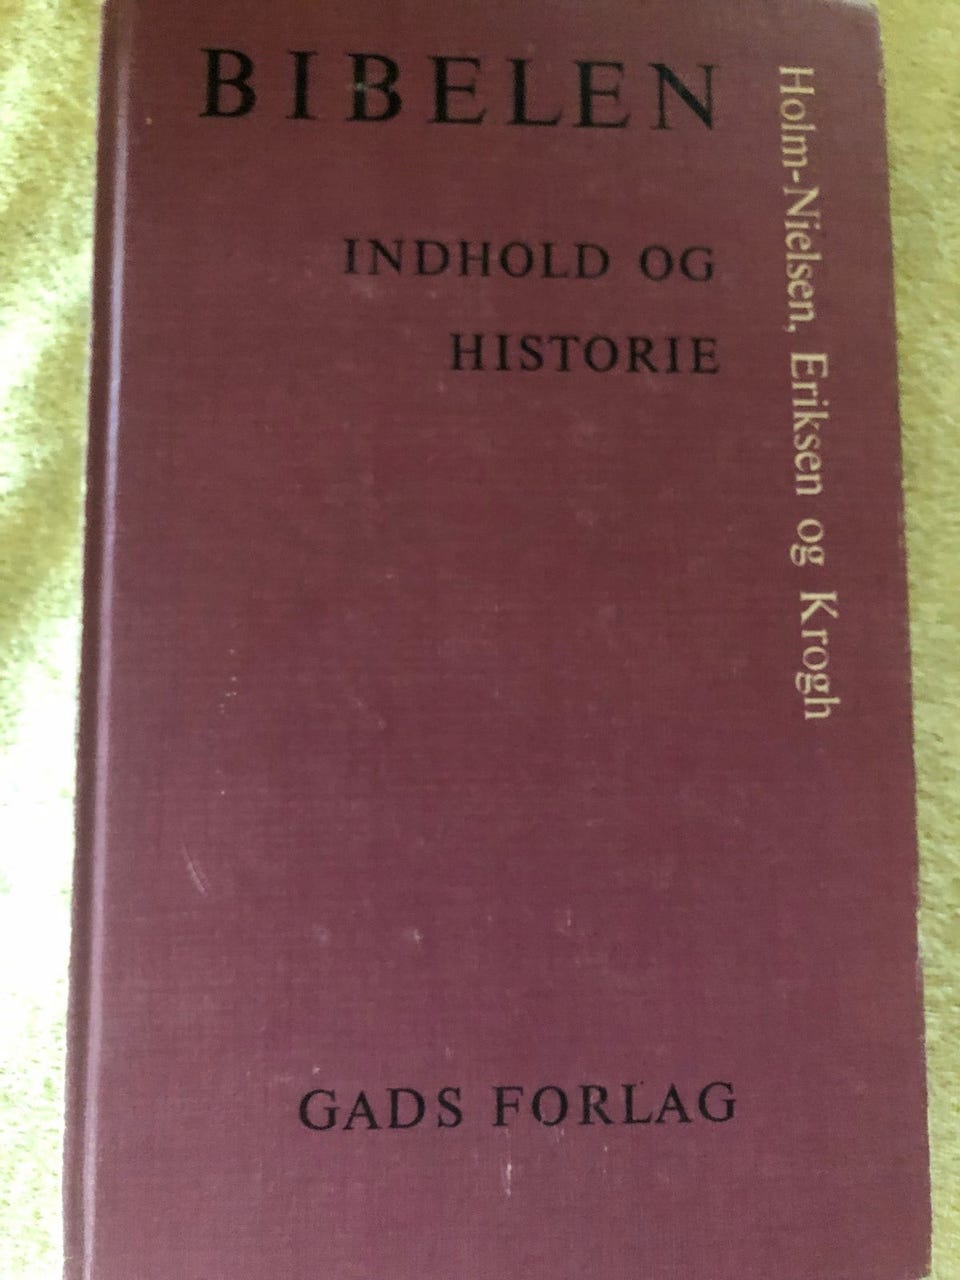 BIBELEN
INDHOLD OG
HISTORIE
Holm-Nielsen, Eriksen og Krogh
GADS FORLAG